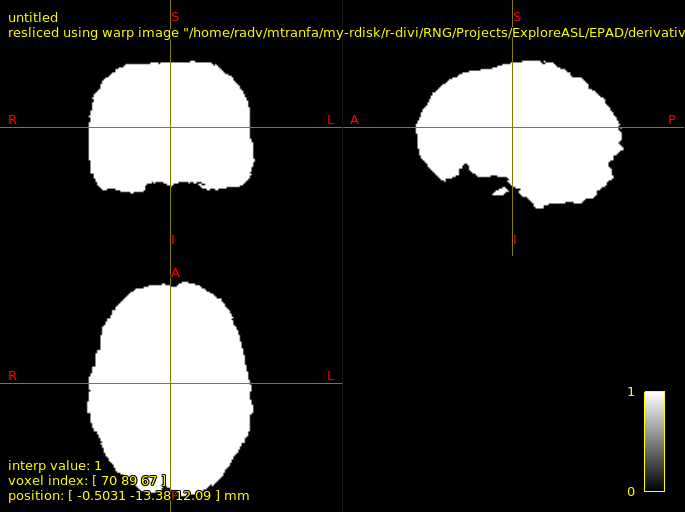 untitled
resliced using warp image "/home/radv/mtranfa/my-rdisk/r-divi/RNG/Projects/ExploreASL/EPAD/derivativ
S
S
R
L
A
P
I
I
A
R
L
1
interp value: 1
voxel index: [ 70 89 67 ]
position: [ -0.5031 -13.38 12.09 ] mm
P
0